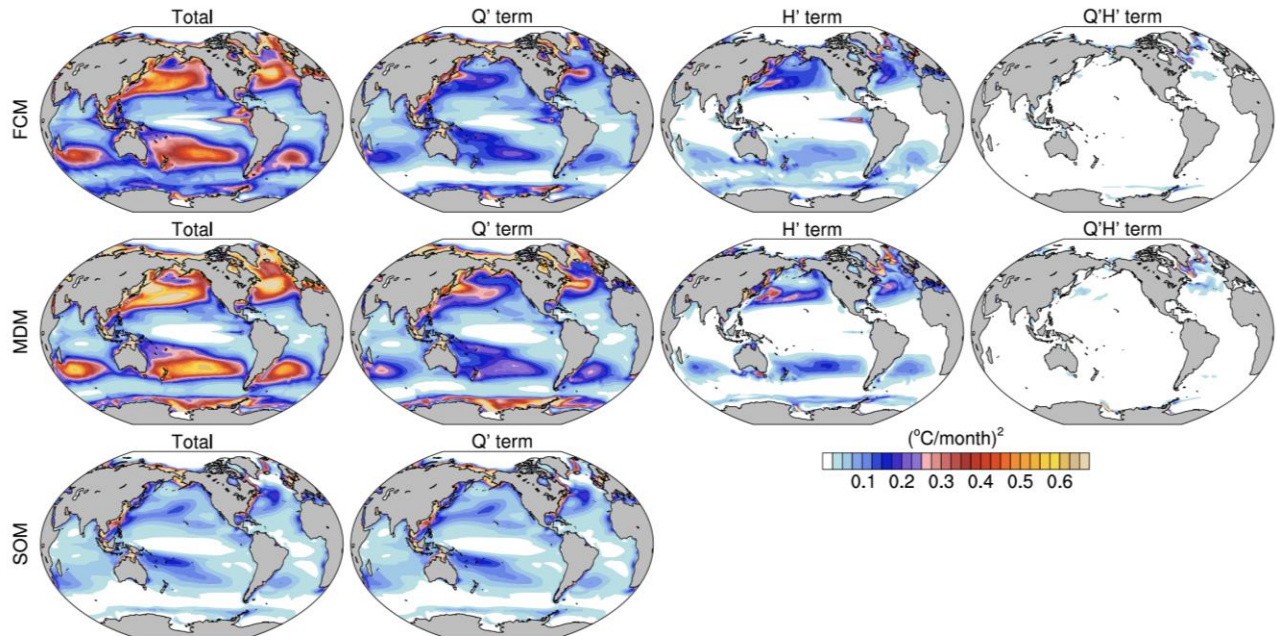 Total Q' term H' term Q'H' term
FCM
Total Q' term H' term Q'H' term
MDM
(°C/month)²
0.1 0.2 0.3 0.4 0.5 0.6
Total Q' term
SOM